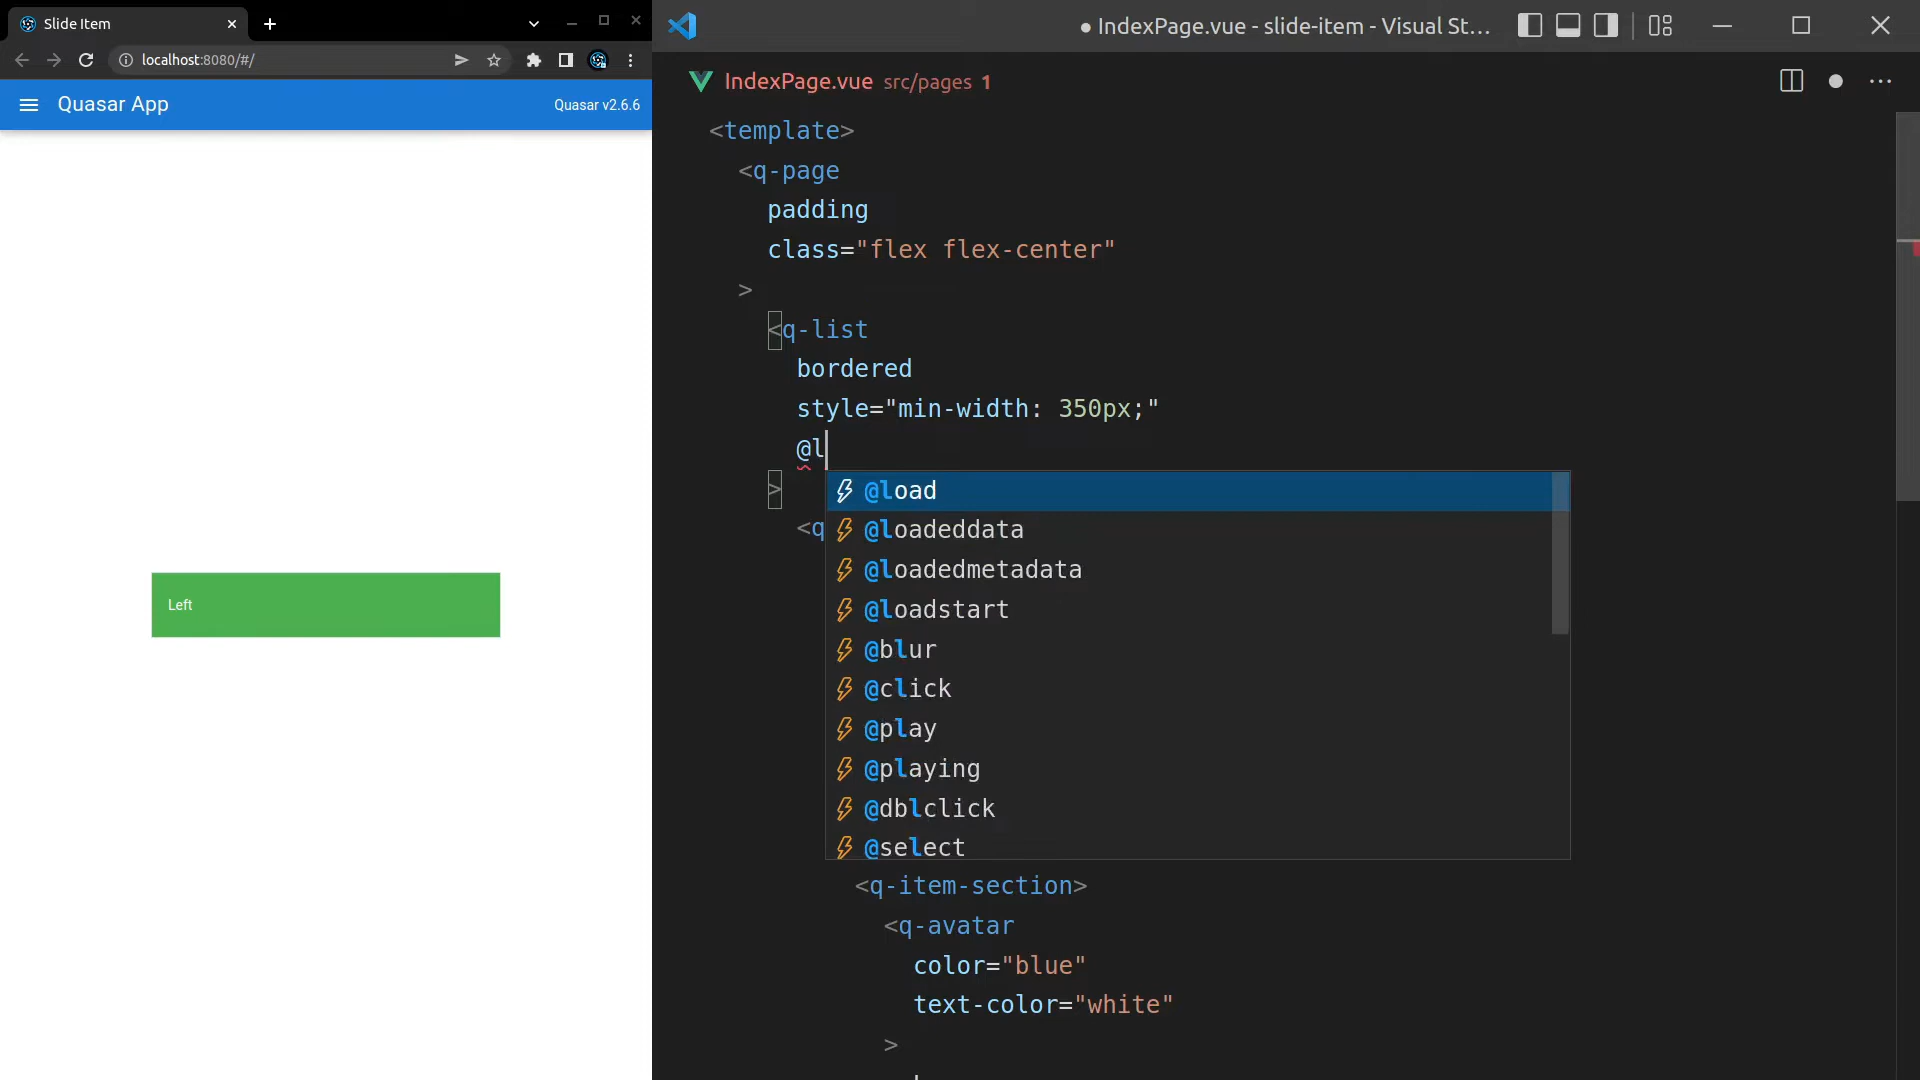 Slide Item
localhost:8080/#/
Quasar App
Quasar v2.6.6
Left
● IndexPage.vue - slide-item - Visual St...
IndexPage.vue src/pages 1
<template>
<q-page
padding
class="flex flex-center"
>
<q-list
bordered
style="min-width: 350px;"
@l
>
<q
@load
@loadeddata
@loadedmetadata
@loadstart
@blur
@click
@play
@playing
@dblclick
@select
<q-item-section>
<q-avatar
color="blue"
text-color="white"
>